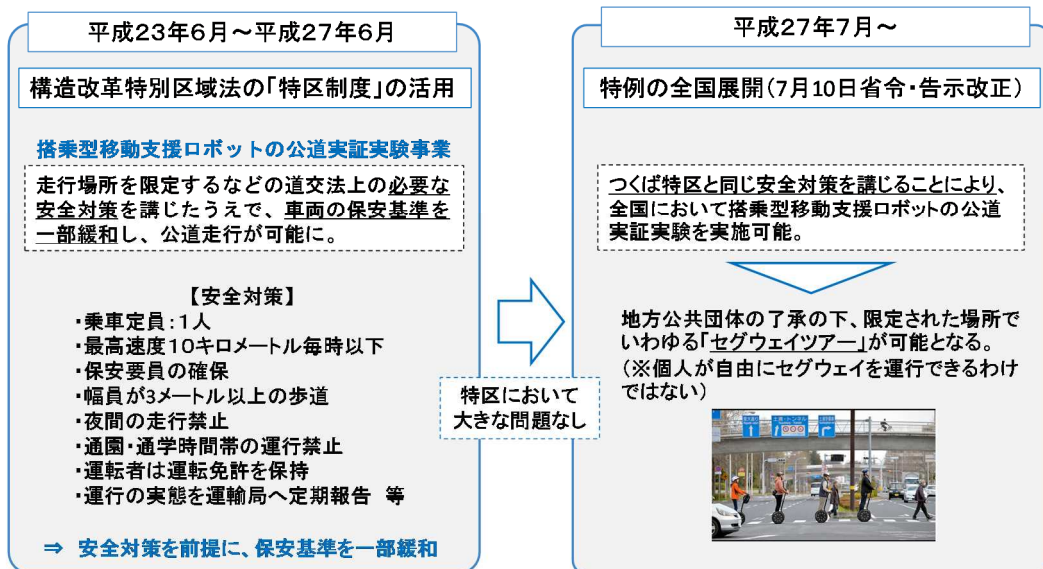 平成23年6月～平成27年6月
構造改革特別区域法の「特区制度」の活用
搭乗型移動支援ロボットの公道実証実験事業
走行場所を限定するなどの道交法上の必要な
安全対策を講じたうえで、車両の保安基準を
一部緩和し、公道走行が可能に。
【安全対策】
・乗車定員：1人
・最高速度10キロメートル毎時以下
・保安要員の確保
・幅員が3メートル以上の歩道
・夜間の走行禁止
・通園・通学時間帯の運行禁止
・運転者は運転免許を保持
・運行の実態を運輸局へ定期報告 等
⇒ 安全対策を前提に、保安基準を一部緩和
特区において
大きな問題なし
平成27年7月～
特例の全国展開（7月10日省令・告示改正）
つくば特区と同じ安全対策を講じることにより、
全国において搭乗型移動支援ロボットの公道
実証実験を実施可能。
地方公共団体の了承の下、限定された場所で
いわゆる「セグウェイツアー」が可能となる。
（※個人が自由にセグウェイを運行できるわけ
ではない）